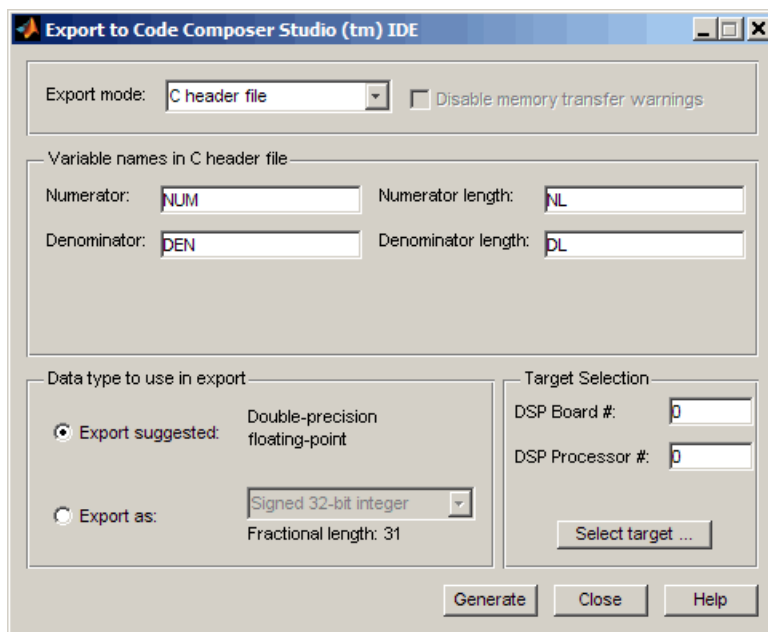 Export to Code Composer Studio (tm) IDE
Export mode: C header file Disable memory transfer warnings
Variable names in C header file
Numerator: NUM Numerator length: NL
Denominator: DEN Denominator length: DL
Data type to use in export
Export suggested: Double-precision
floating-point
Export as: Signed 32-bit integer
Fractional length: 31
Target Selection
DSP Board #: 0
DSP Processor #: 0
Select target ...
Generate Close Help